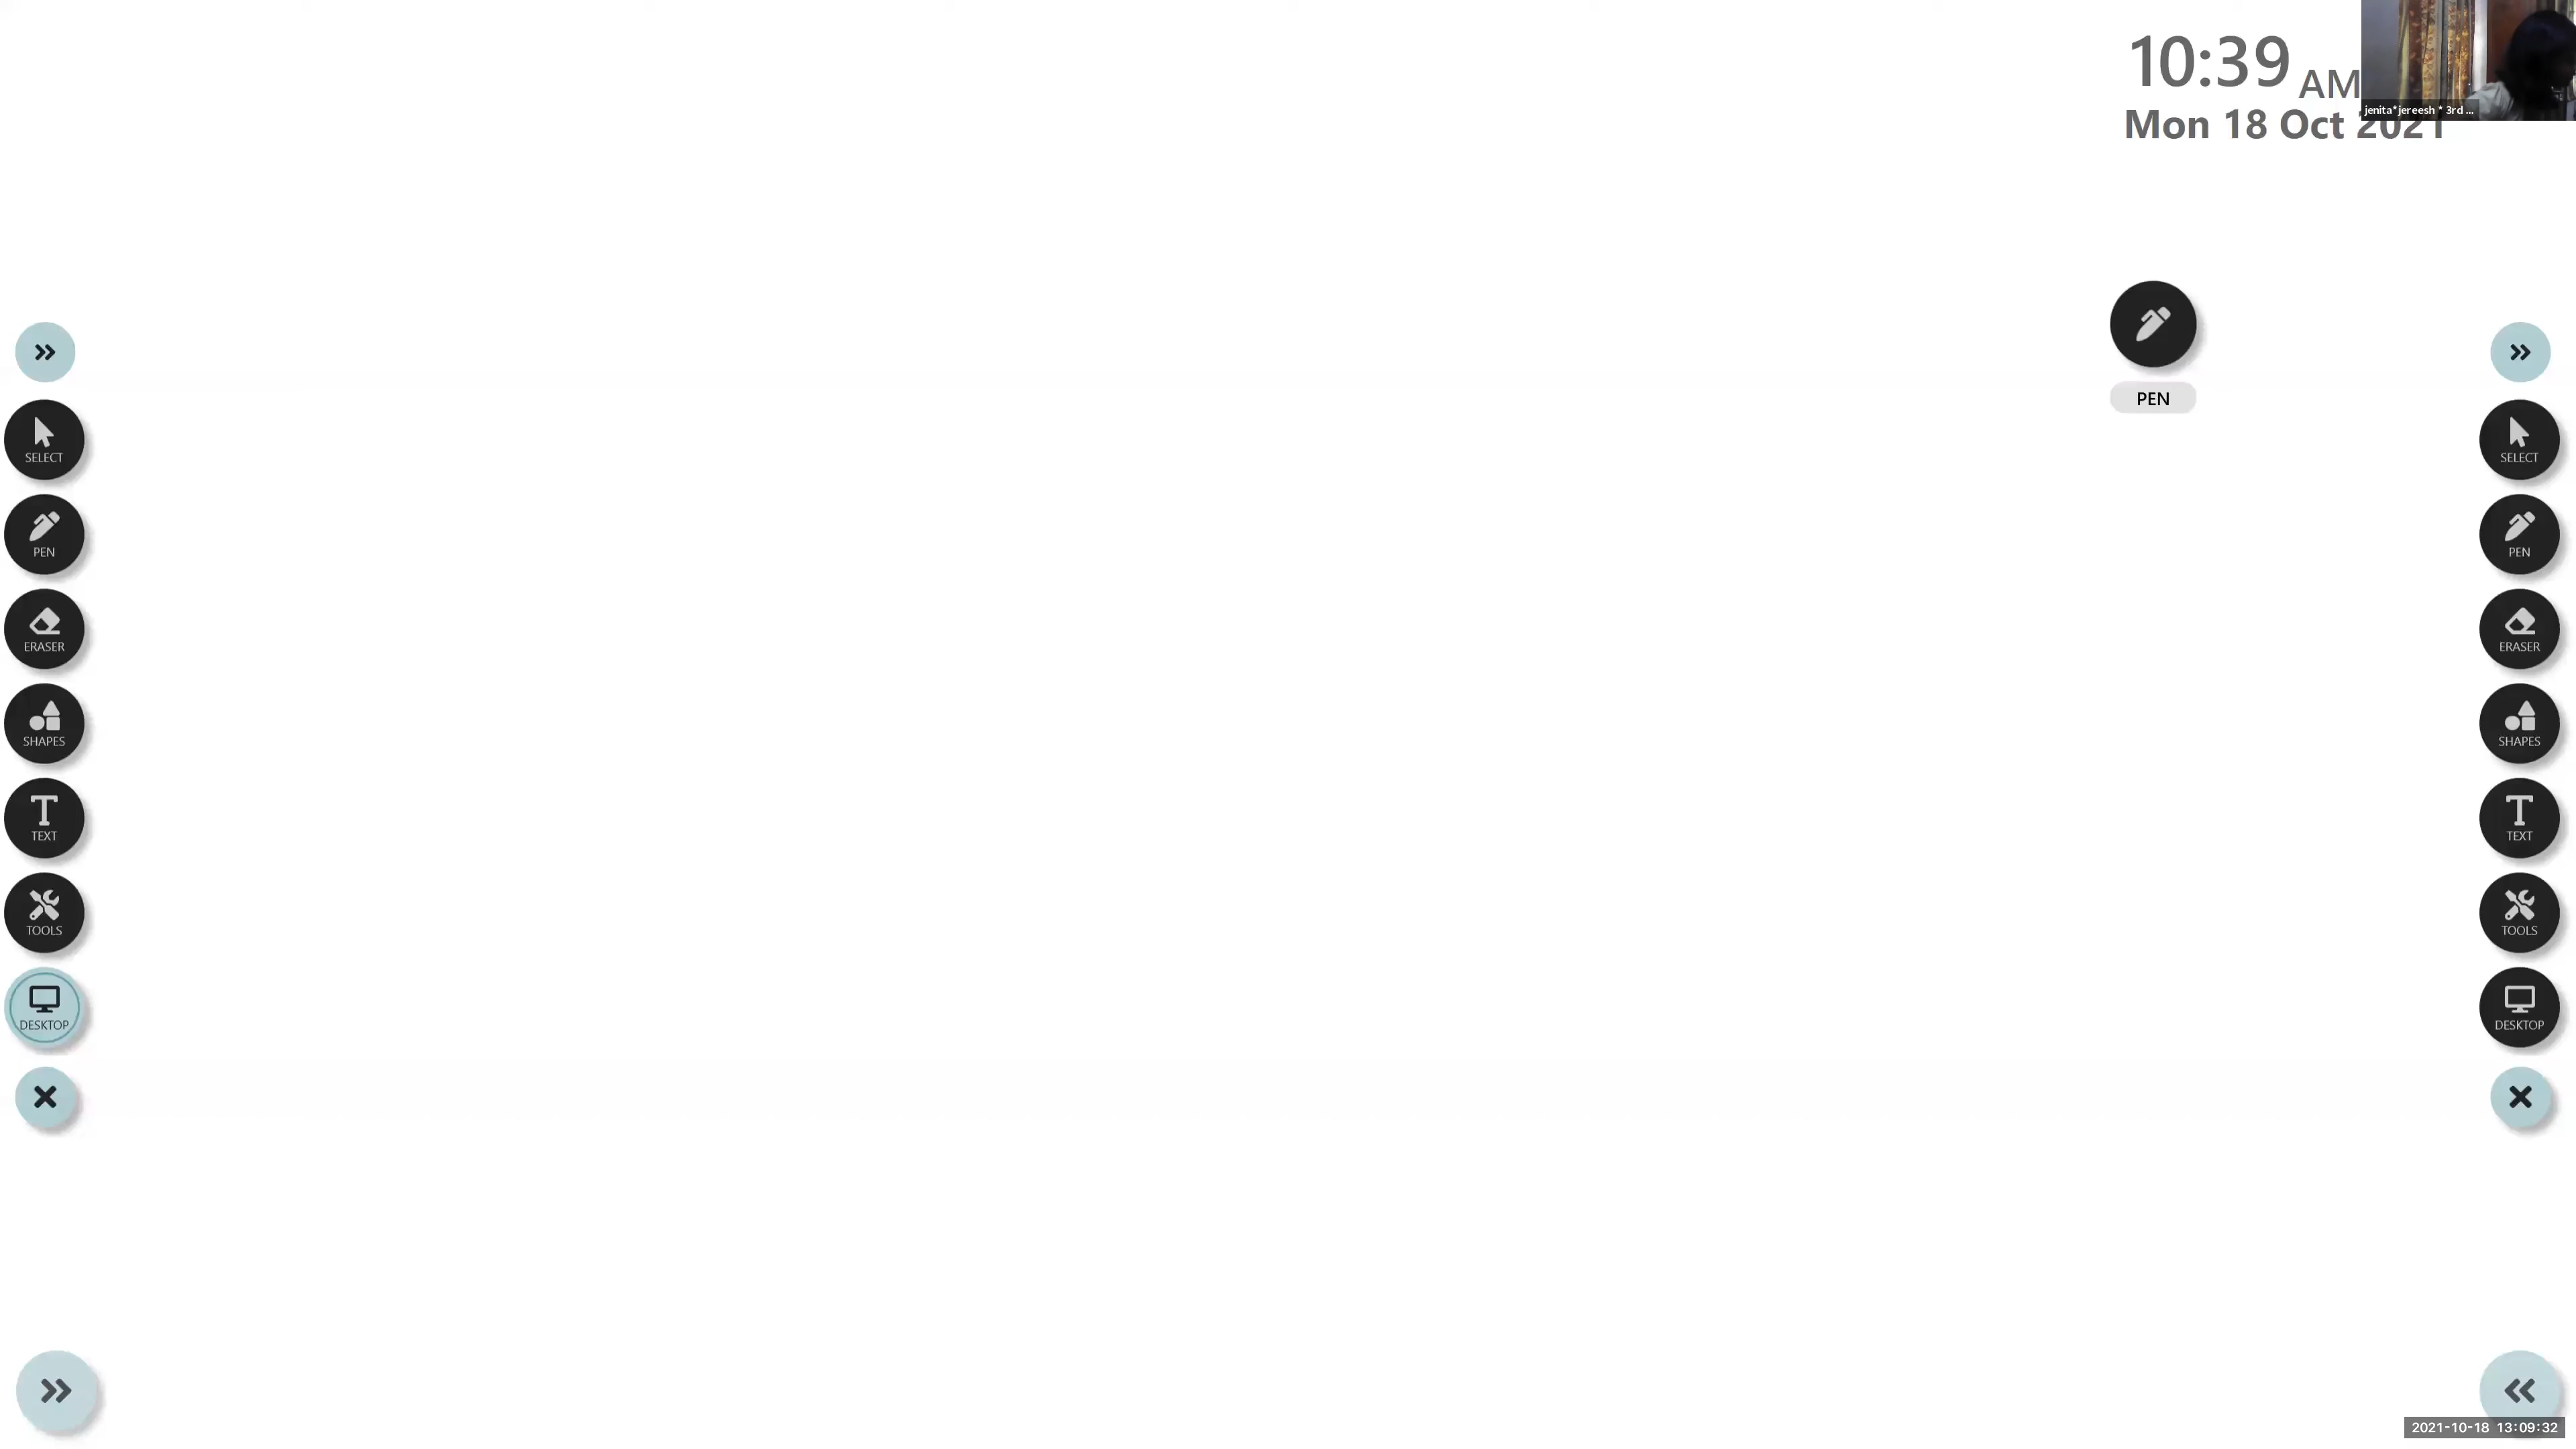 10:39 AM
jenita*jereesh * 3rd ...
Mon 18 Oct 2021
PEN
SELECT
PEN
ERASER
SHAPES
TEXT
TOOLS
DESKTOP
SELECT
PEN
ERASER
SHAPES
TEXT
TOOLS
DESKTOP
2021-10-18 13:09:32